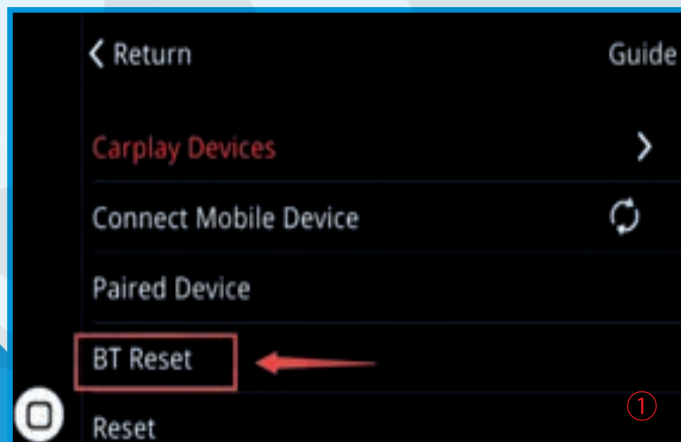 Return
Guide
Carplay Devices
Connect Mobile Device
Paired Device
BT Reset
Reset
①